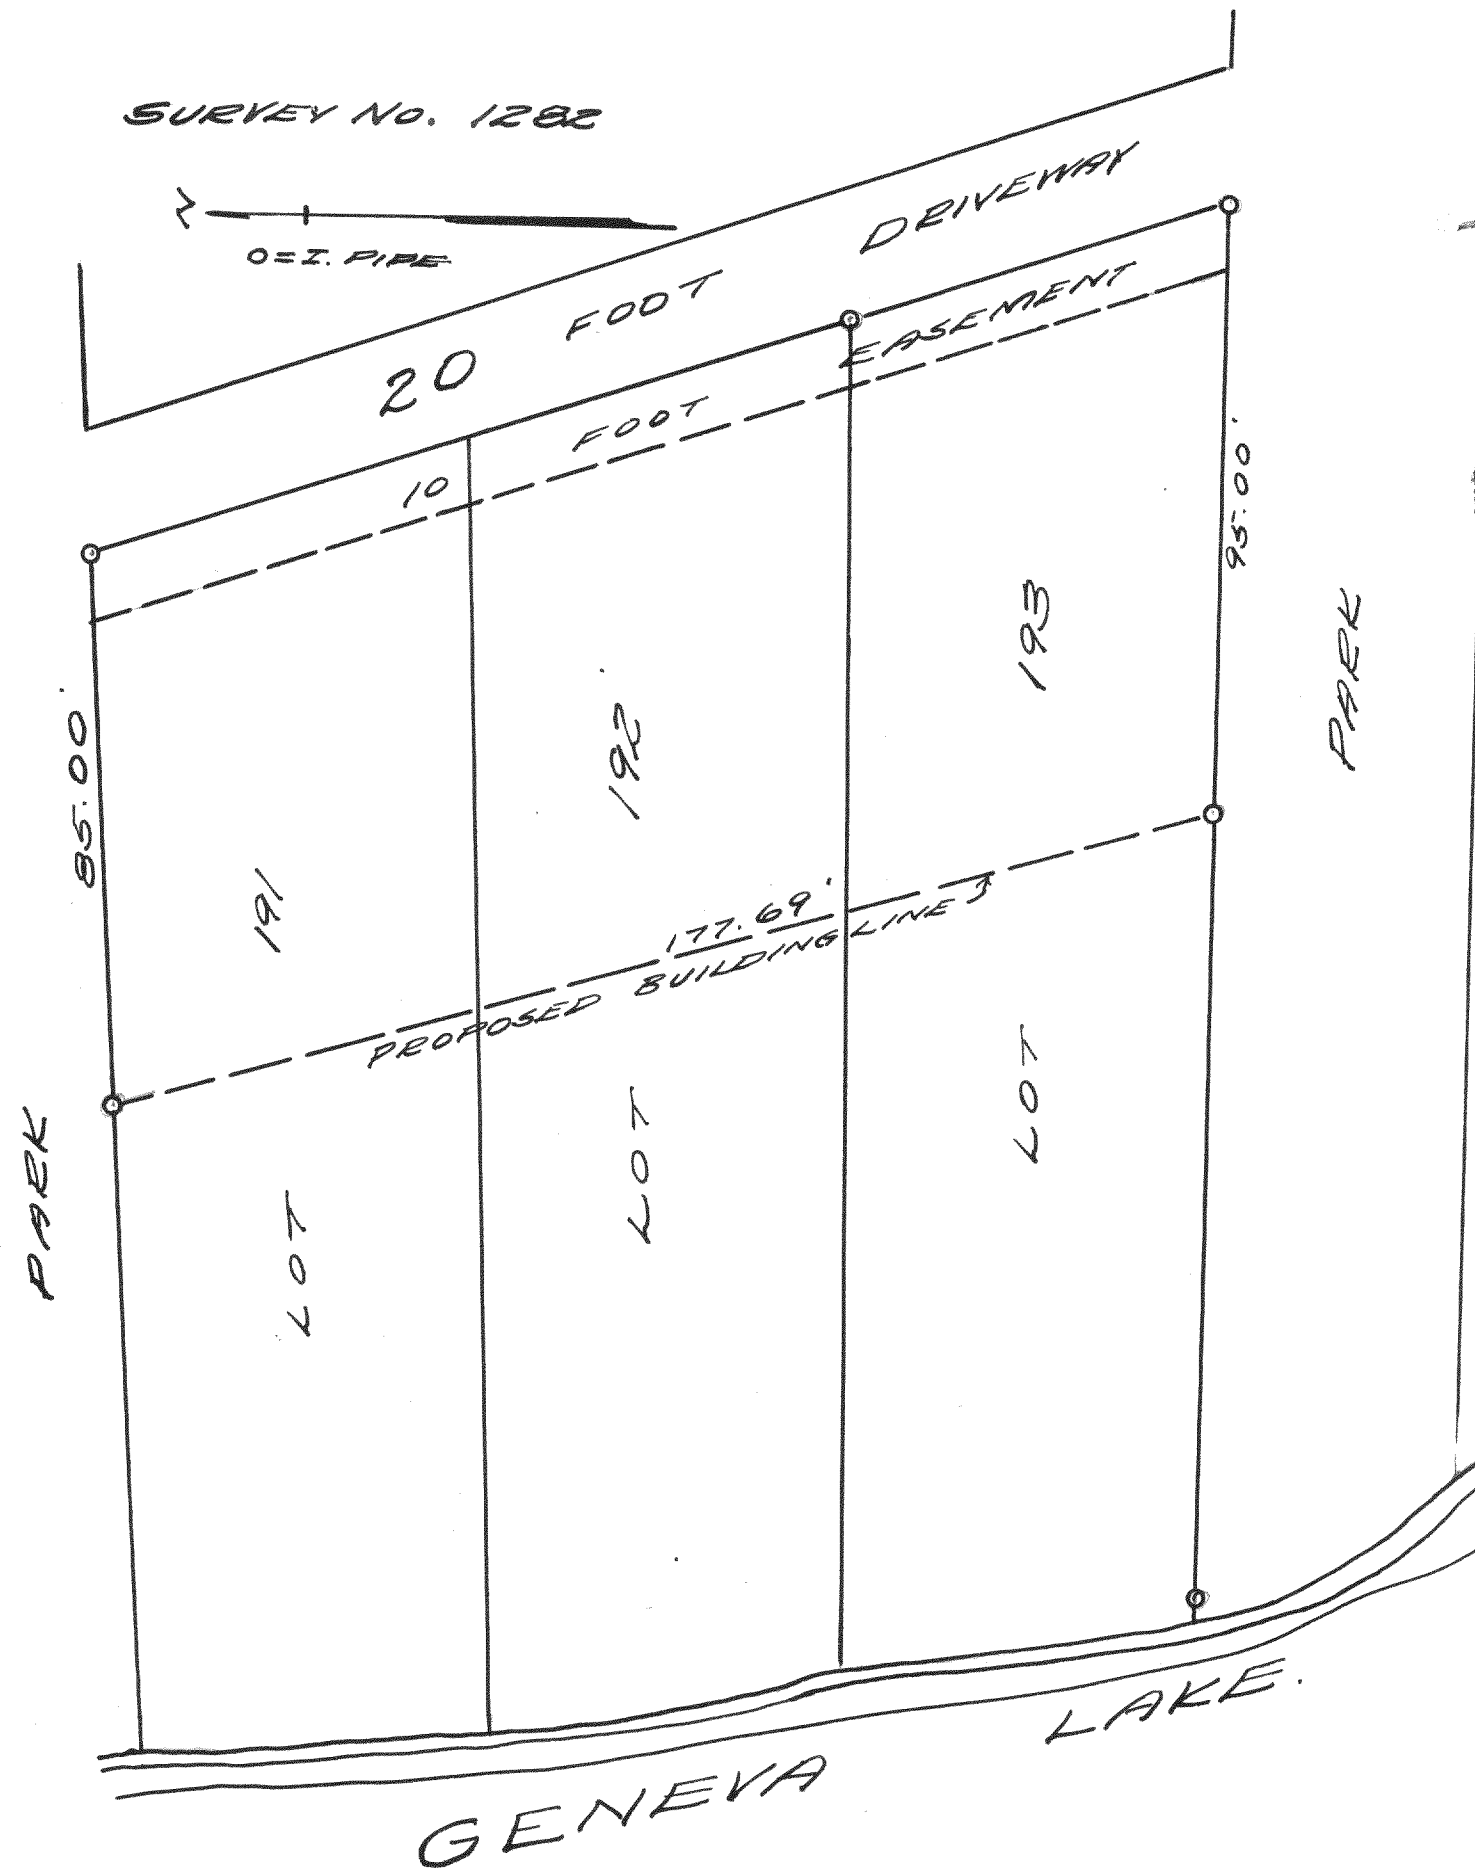 SURVEY No. 1282
N
O=I. PIPE
20 FOOT DRIVEWAY
10 FOOT EASEMENT
85.00'
95.00'
191
192
193
177.69'
PROPOSED BUILDING LINE
PARK
PARK
LOT
LOT
LOT
GENEVA LAKE.